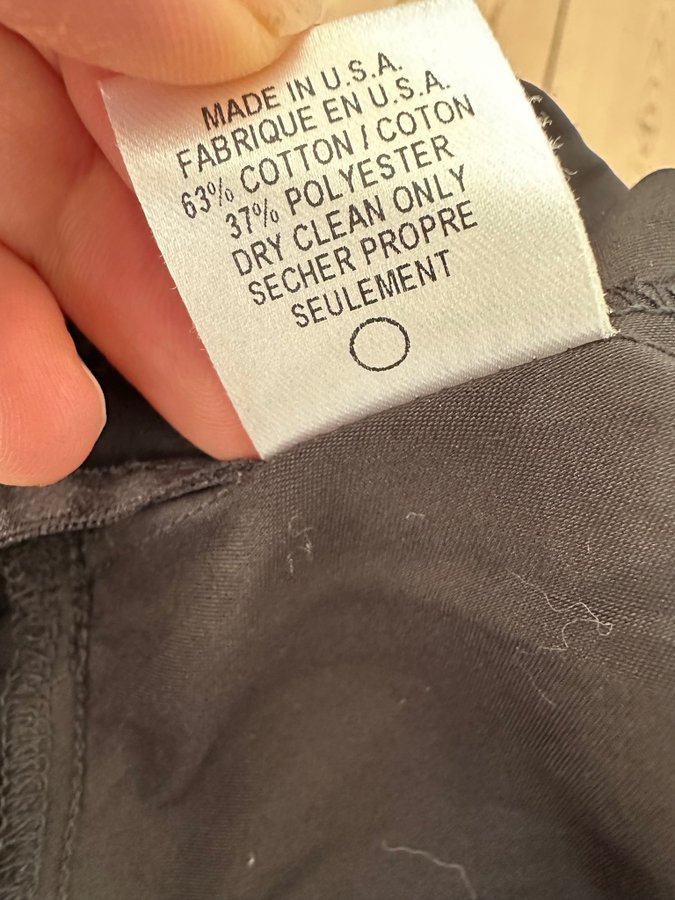 MADE IN U.S.A.
FABRIQUE EN U.S.A.
63% COTTON / COTON
37% POLYESTER
DRY CLEAN ONLY
SECHER PROPRE
SEULEMENT